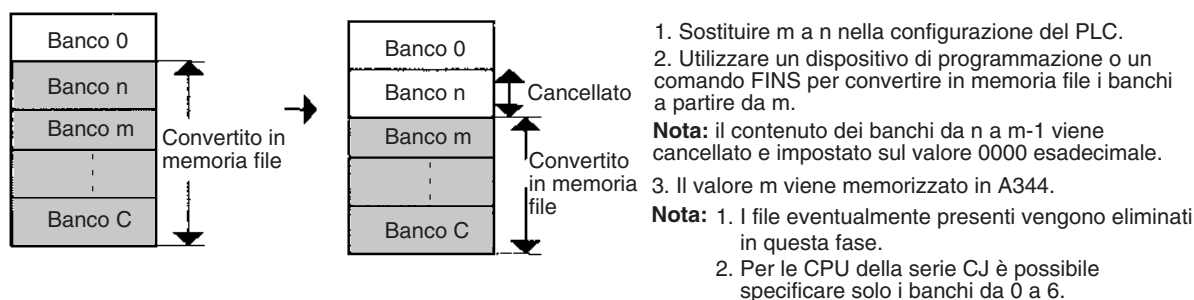 Banco 0
Banco n
Banco m
Banco C
Convertito in
memoria file
Banco 0
Banco n
Banco m
Banco C
Cancellato
Convertito
in memoria
file
1. Sostituire m a n nella configurazione del PLC.
2. Utilizzare un dispositivo di programmazione o un
comando FINS per convertire in memoria file i banchi
a partire da m.
Nota: il contenuto dei banchi da n a m-1 viene
cancellato e impostato sul valore 0000 esadecimale.
3. Il valore m viene memorizzato in A344.
Nota: 1. I file eventualmente presenti vengono eliminati
in questa fase.
2. Per le CPU della serie CJ è possibile
specificare solo i banchi da 0 a 6.